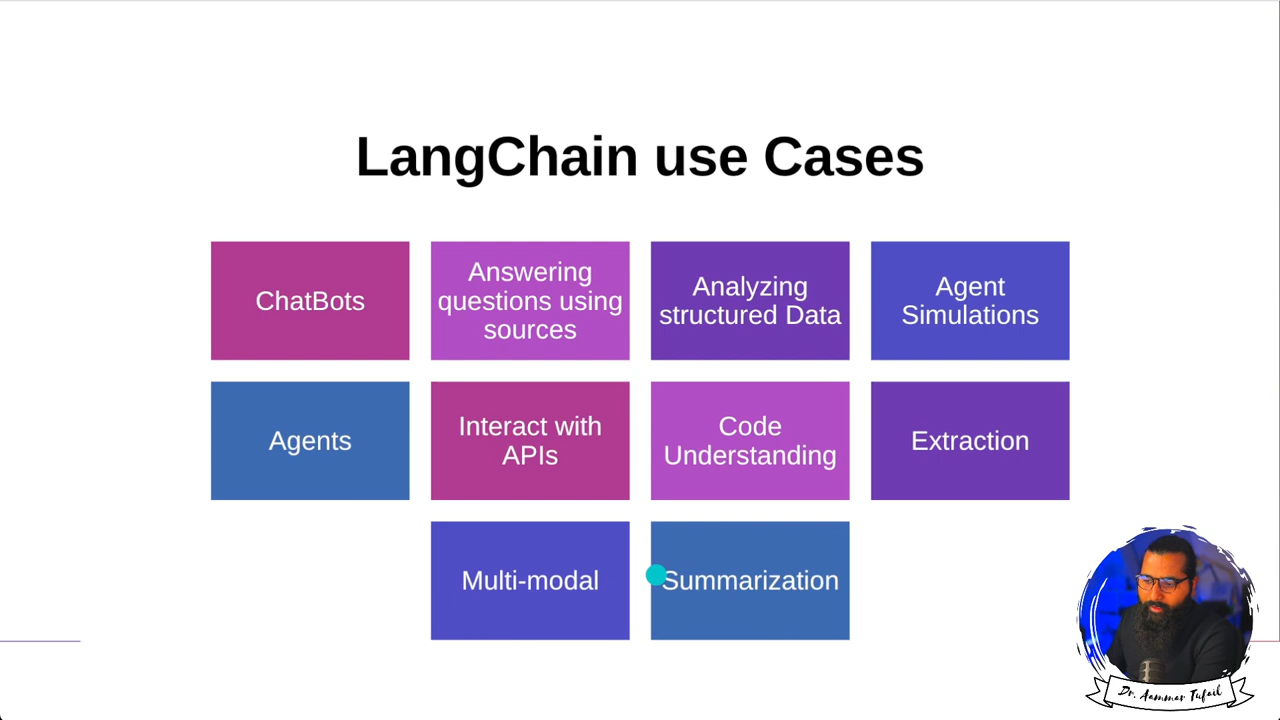 LangChain use Cases
ChatBots
Answering
questions using
sources
Analyzing
structured Data
Agent
Simulations
Agents
Interact with
APIs
Code
Understanding
Extraction
Multi-modal
Summarization
Dr. Aammar Tufail